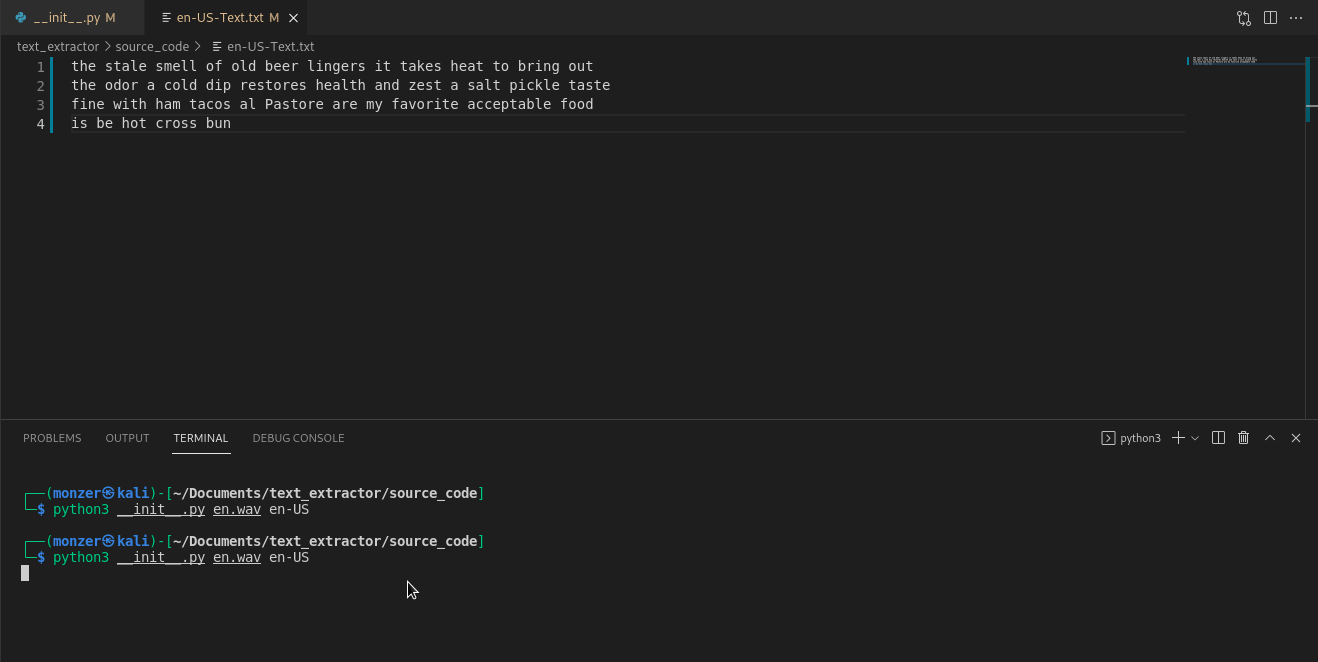 __init__.py M
en-US-Text.txt M
text_extractor > source_code > en-US-Text.txt
1 the stale smell of old beer lingers it takes heat to bring out
2 the odor a cold dip restores health and zest a salt pickle taste
3 fine with ham tacos al Pastore are my favorite acceptable food
4 is be hot cross bun
PROBLEMS OUTPUT TERMINAL DEBUG CONSOLE
python3
(monzer㉿kali)-[~/Documents/text_extractor/source_code]
$ python3 __init__.py en.wav en-US
(monzer㉿kali)-[~/Documents/text_extractor/source_code]
$ python3 __init__.py en.wav en-US